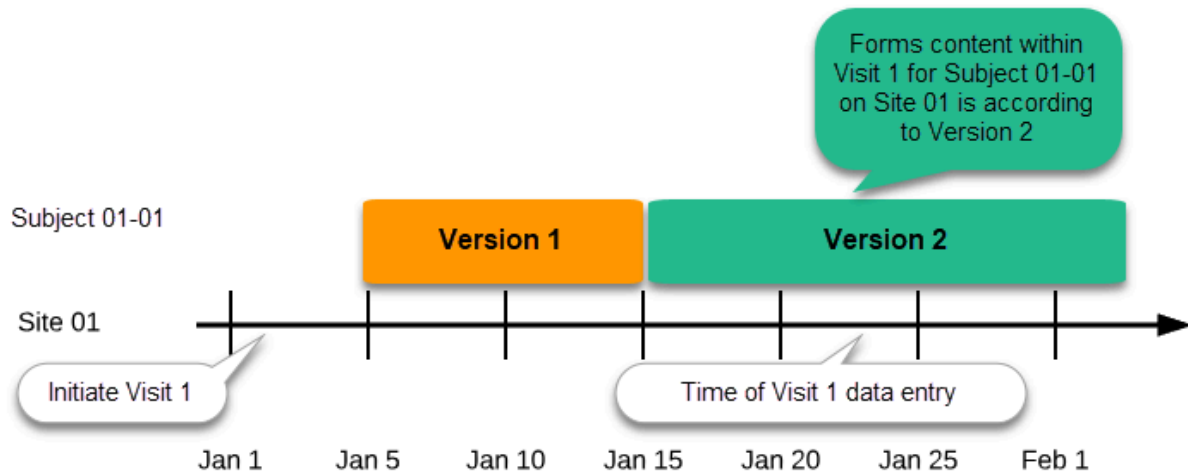 Forms content within
Visit 1 for Subject 01-01
on Site 01 is according
to Version 2
Subject 01-01
Version 1
Version 2
Site 01
Initiate Visit 1
Time of Visit 1 data entry
Jan 1
Jan 5
Jan 10
Jan 15
Jan 20
Jan 25
Feb 1